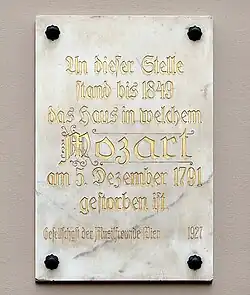 An dieser Stelle
stand bis 1849
das Haus in welchem
Mozart
am 5. Dezember 1791
gestorben ist
Gesellschaft der Musikfreunde Wien 1927